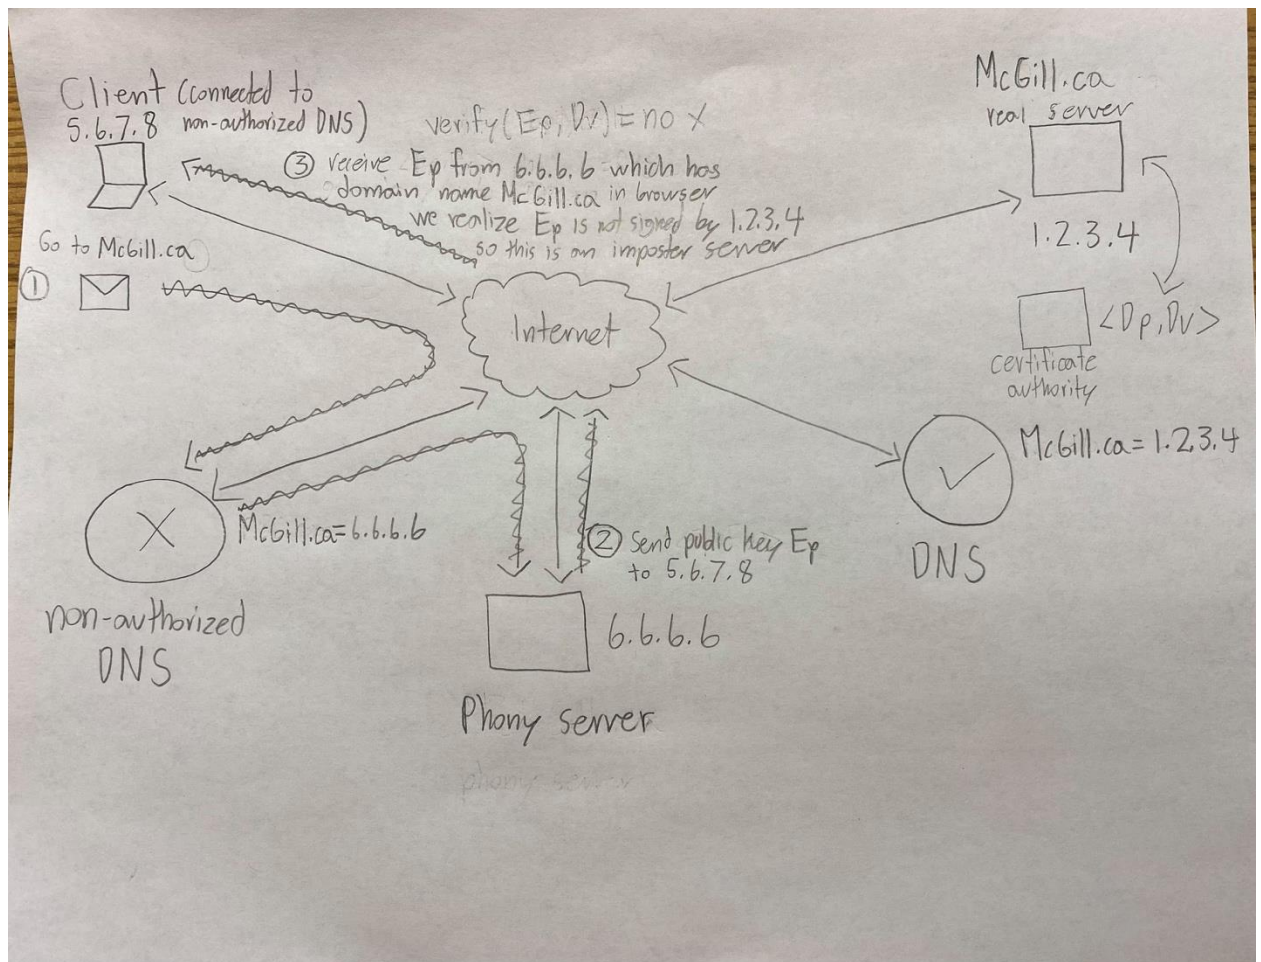 Client (connected to
5.6.7.8 non-authorized DNS)
verify(Ep, Dv) = no X
③ receive Ep from 6.6.6.6 which has
domain name McGill.ca in browser
we realize Ep is not signed by 1.2.3.4
so this is an imposter server
McGill.ca
real server
1.2.3.4
<Dp, Dv>
certificate
authority
Go to McGill.ca
①
Internet
McGill.ca = 1.2.3.4
DNS
X
McGill.ca=6.6.6.6
non-authorized
DNS
② Send public key Ep
to 5.6.7.8
6.6.6.6
Phony server
phony server